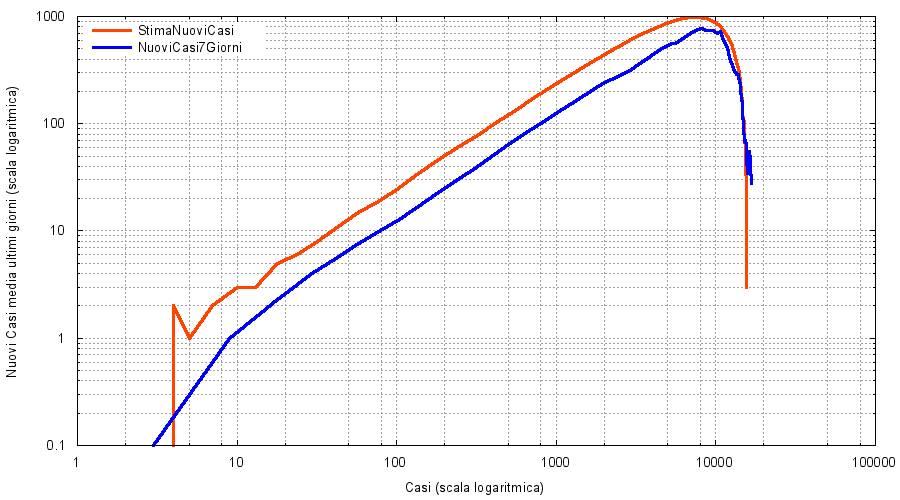 1000
100
10
1
0.1
Nuovi Casi media ultimi giorni (scala logaritmica)
StimaNuoviCasi
NuoviCasi7Giorni
1
10
100
1000
10000
100000
Casi (scala logaritmica)